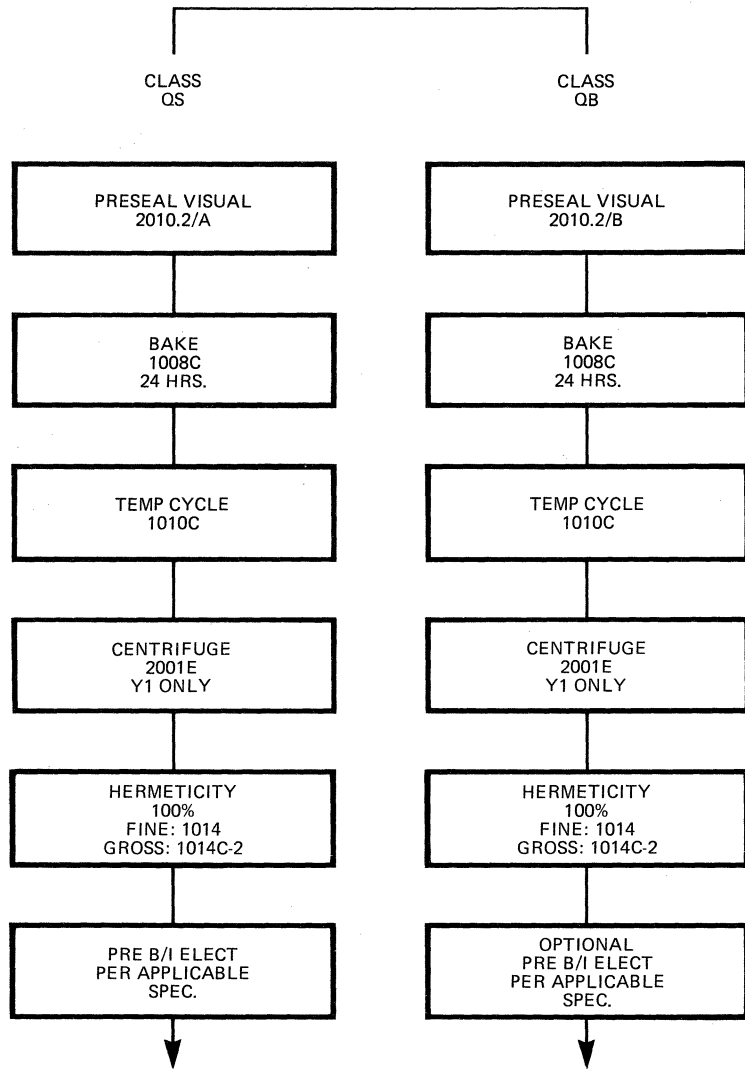 CLASS
QS
PRESEAL VISUAL
2010.2/A
BAKE
1008C
24 HRS.
TEMP CYCLE
1010C
CENTRIFUGE
2001E
Y1 ONLY
HERMETICITY
100%
FINE: 1014
GROSS: 1014C-2
PRE B/I ELECT
PER APPLICABLE
SPEC.
CLASS
QB
PRESEAL VISUAL
2010.2/B
BAKE
1008C
24 HRS.
TEMP CYCLE
1010C
CENTRIFUGE
2001E
Y1 ONLY
HERMETICITY
100%
FINE: 1014
GROSS: 1014C-2
OPTIONAL
PRE B/I ELECT
PER APPLICABLE
SPEC.